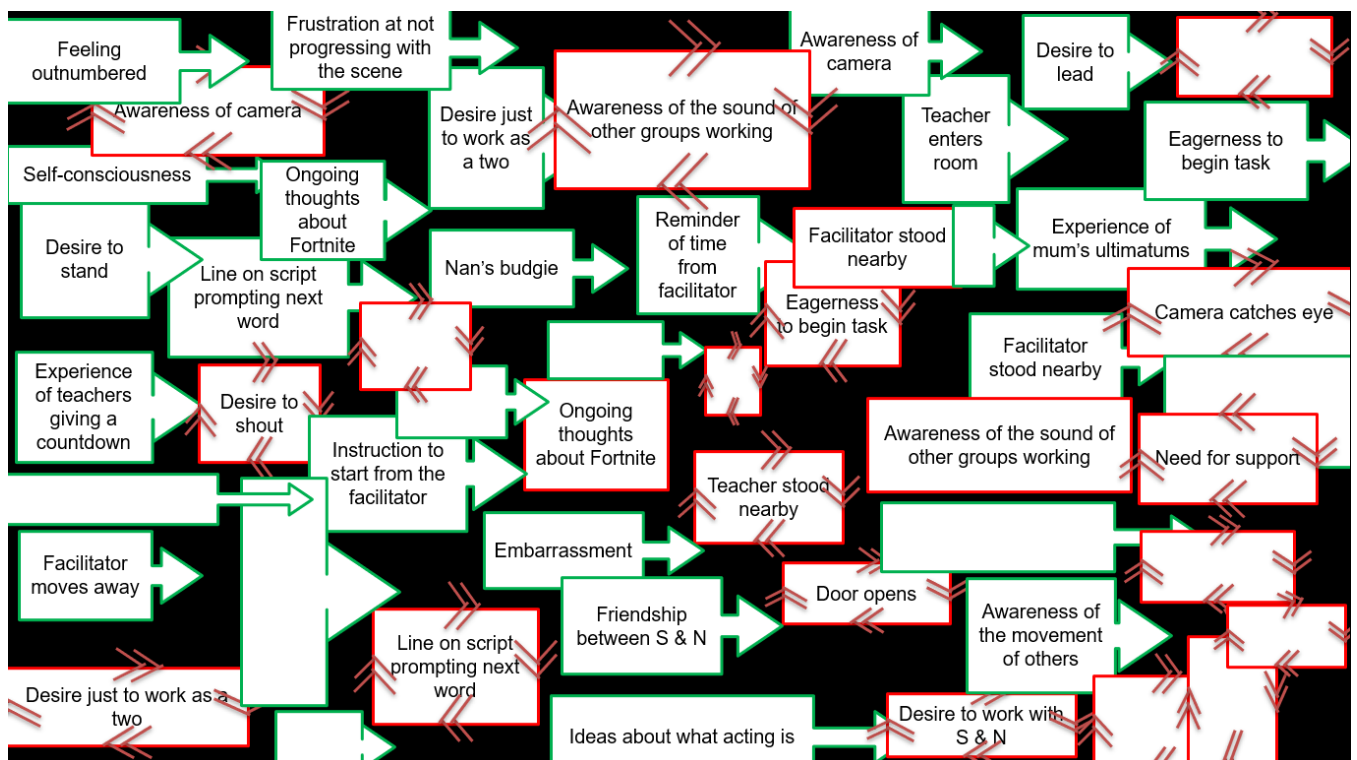 Feeling
outnumbered
Frustration at not
progressing with
the scene
Awareness of
camera
Desire to
lead
Awareness of camera
Desire just
to work as
a two
Awareness of the sound of
other groups working
Teacher
enters
room
Eagerness to
begin task
Self-consciousness
Ongoing
thoughts
about
Fortnite
Desire to
stand
Line on script
prompting next
word
Nan's budgie
Reminder
of time
from
facilitator
Facilitator stood
nearby
Experience of
mum's ultimatums
Eagerness
to begin task
Camera catches eye
Facilitator
stood nearby
Experience
of teachers
giving a
countdown
Desire to
shout
Ongoing
thoughts
about Fortnite
Instruction to
start from the
facilitator
Awareness of the sound of
other groups working
Need for support
Teacher stood
nearby
Embarrassment
Facilitator
moves away
Door opens
Friendship
between S & N
Awareness of
the movement
of others
Line on script
prompting next
word
Desire just to work as a
two
Ideas about what acting is
Desire to work with
S & N